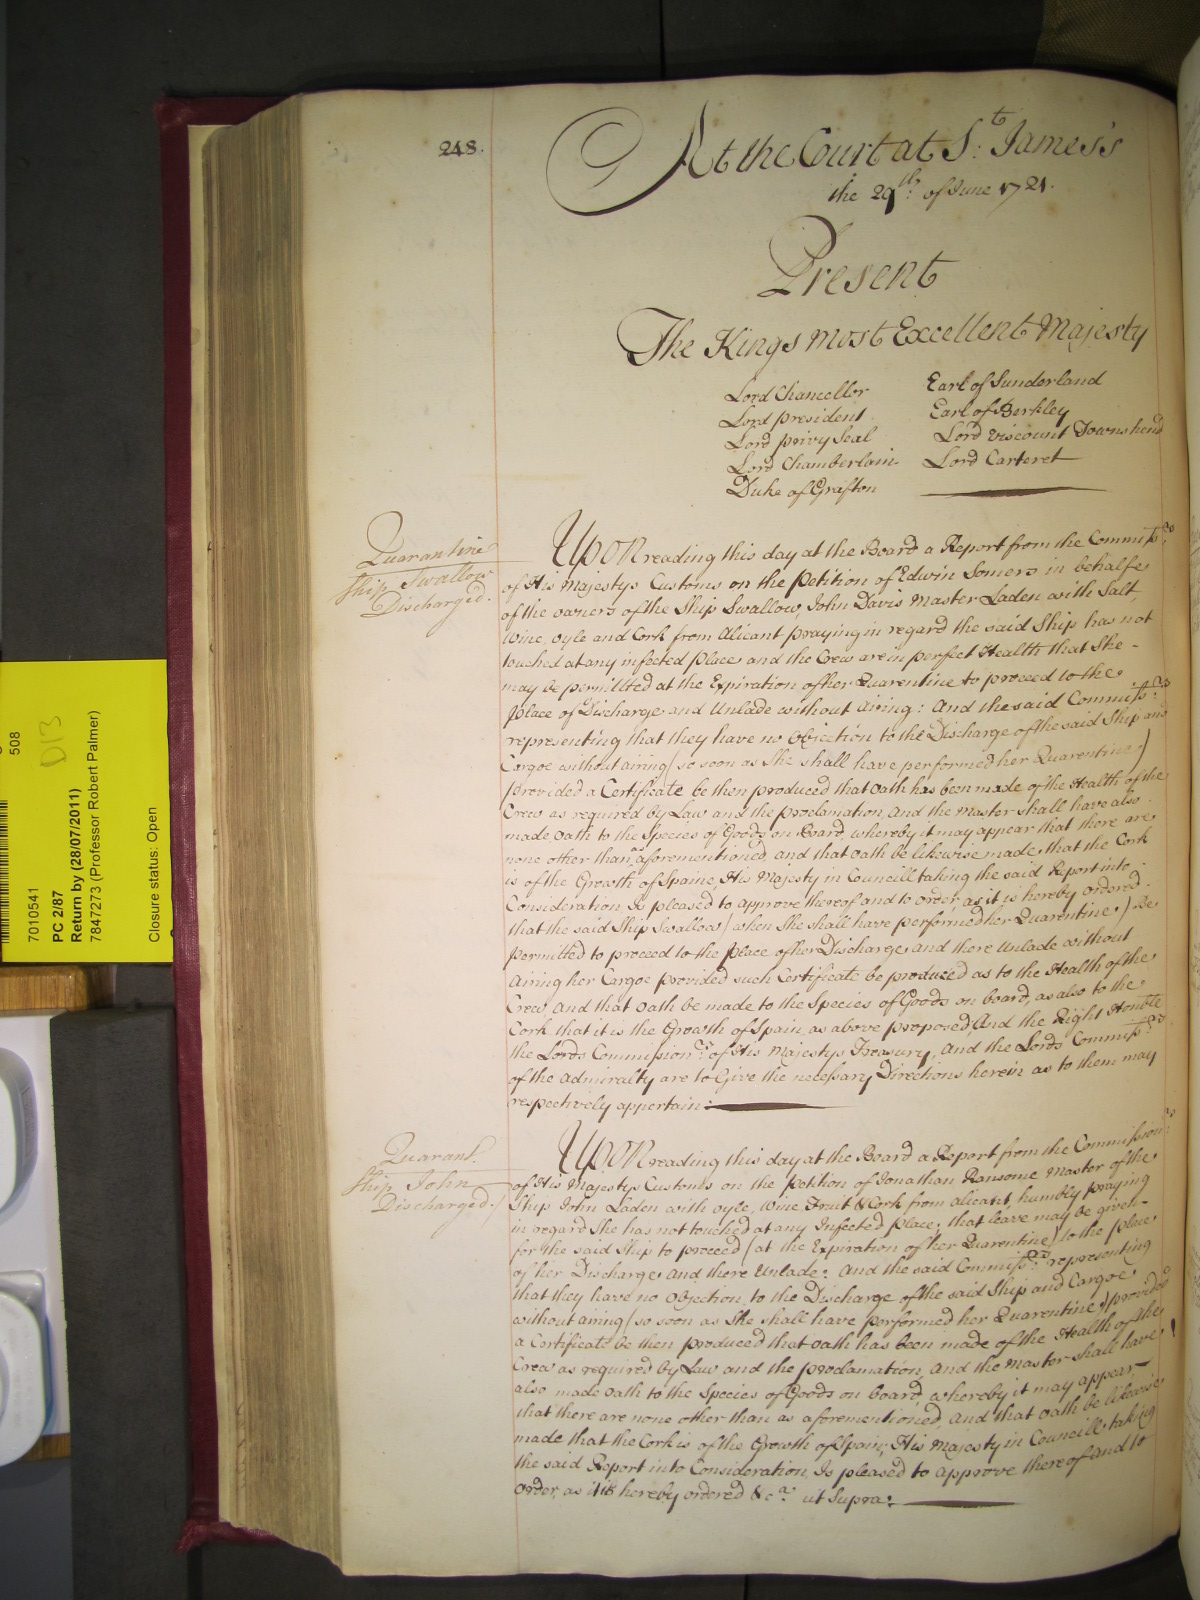 248.
At the Court at St. James's
the 29th. of June 1721.
Present
The Kings most Excellent Majesty
Lord Chancellor Earl of Sunderland
Lord President Earl of Berkley
Lord Privy Seal Lord Viscount Townshend
Lord Chamberlain Lord Carteret
Duke of Grafton
Quarantine
Ship Swallow
Discharged.
Upon reading this day at the Board a Report from the Commissrs.
of His Majestys Customs on the Petition of Edwin Somers in behalfe
of the owners of the Ship Swallow, John Davis Master Laden with Salt,
Wine, oyle and Cork from Alicant praying in regard the said Ship has not
touched at any infected Place and the Crew are in perfect Health that She
may be permitted at the Expiration of her Quarentine to proceed to the
Place of Discharge and Unlade without Airing: And the said Commissrs.
representing that they have no Objection to the Discharge of the said Ship and
Cargoe without airing (so soon as She shall have performed her Quarentine)
provided a Certificate be then produced that Oath has been made of the Health of the
Crew as required by Law and the Proclamation, and the Master shall have also
made Oath to the Species of Goods on Board whereby it may appear that there are
none other than as aforementioned, and that Oath be likewise made, that the Cork
is of the Growth of Spaine, His Majesty in Councill taking the said Report into
Consideration, Is pleased to approve thereof and to order as it is hereby ordered
that the said Ship Swallow (when She shall have performed her Quarentine) Be
permitted to proceed to the Place of her Discharge and there Unlade without
Airing her Cargoe provided such Certificate be produced as to the Health of the
Crew, and that Oath be made to the Species of Goods on board, as also to the
Cork that it is the Growth of Spain, as above proposed, And the Right Honble
the Lords Commissionrs. of His Majestys Treasury, And the Lords Commissrs.
of the Admiralty are to Give the necessary Directions herein as to them may
respectively appertain:
Quarant.
Ship John
Discharged.
Upon reading this day at the Board a Report from the Commissionrs.
of His Majestys Customs on the Petition of Jonathan Ransome Master of the
Ship John Laden with oyle, Wine Fruit & Cork from Alicant, humbly praying
in regard She has not touched at any Infected Place, that leave may be given
for the said Ship to proceed (at the Expiration of her Quarentine) to the place
of her Discharge and there Unlade: And the said Commissrs. representing
that they have no Objection to the Discharge of the said Ship and Cargoe
without airing (so soon as She shall have performed her Quarentine) provided
a Certificate be then produced that Oath has been made of the Health of the
Crew as required by Law and the Proclamation, and the Master shall have
also made Oath to the Species of Goods on board, whereby it may appear
that there are none other than as aforementioned, and that Oath be likewise
made that the Cork is of the Growth of Spain; His Majesty in Councill taking
the said Report into Consideration, Is pleased to approve thereof and to
Order, as it is hereby ordered &ca. ut Supra:
508
D13
7010541
PC 2/87
Return by (28/07/2011)
7847273 (Professor Robert Palmer)
Closure status: Open